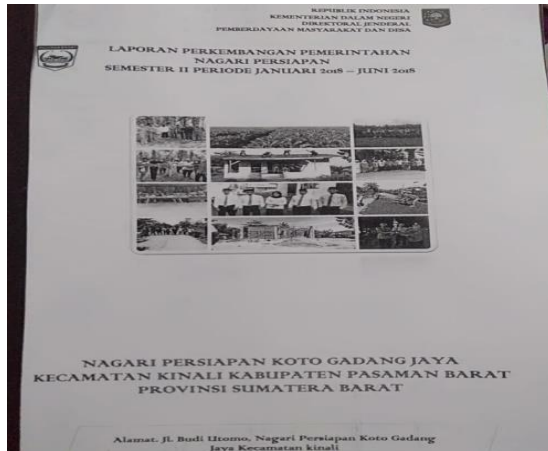 REPUBLIK INDONESIA
KEMENTERIAN DALAM NEGERI
DIREKTORAL JENDERAL
PEMBERDAYAAN MASYARAKAT DAN DESA
LAPORAN PERKEMBANGAN PEMERINTAHAN
NAGARI PERSIAPAN
SEMESTER II PERIODE JANUARI 2018 – JUNI 2018
NAGARI PERSIAPAN KOTO GADANG JAYA
KECAMATAN KINALI KABUPATEN PASAMAN BARAT
PROVINSI SUMATERA BARAT
Alamat. Jl. Budi Utomo, Nagari Persiapan Koto Gadang
Jaya Kecamatan kinali